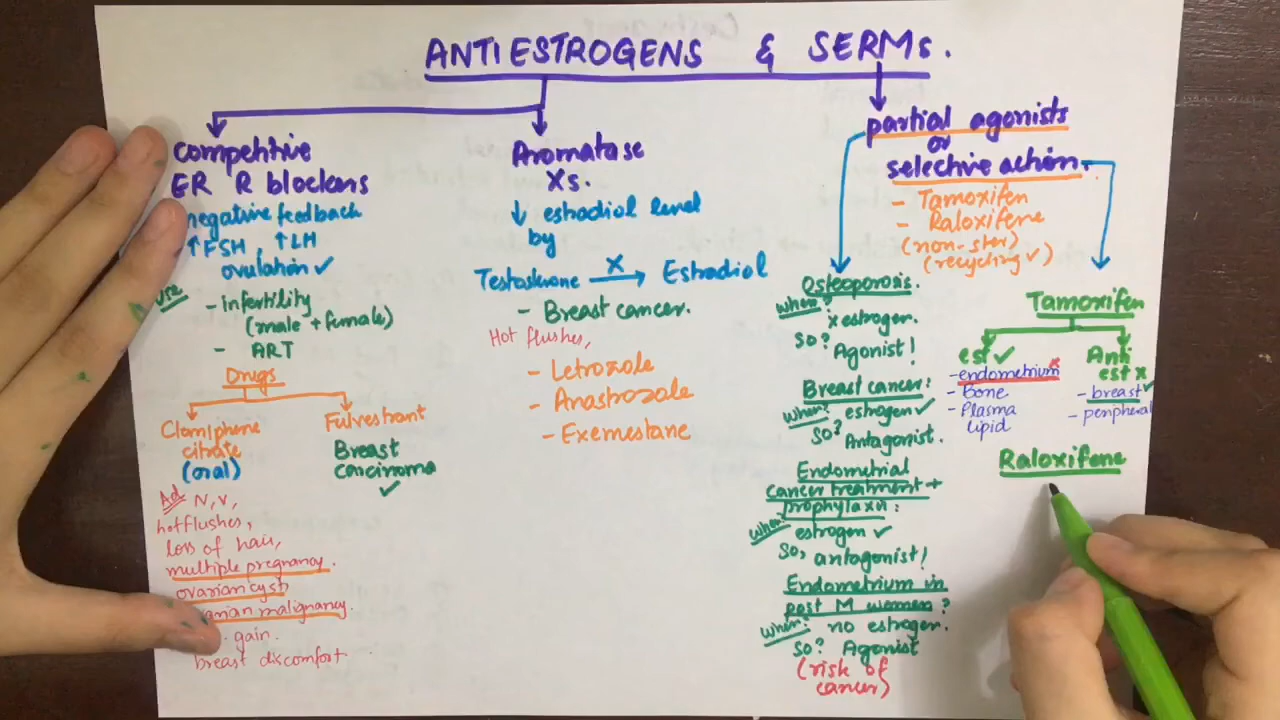 ANTIESTROGENS & SERMs.
Competitive
ER R blockers
negative feedback
↑FSH, ↑LH
ovulation ✓
use
- Infertility
(male + female)
- ART
Drugs
Clomiphene
citrate
(oral)
Fulvestrant
Breast
carcinoma
✓
Ad N, V,
hotflushes,
loss of hair,
multiple pregnancy.
ovarian cyst
malignancy.
gain.
breast discomfort
Aromatase
Xs.
↓ estradiol level
by
Testosterone X→ Estradiol
- Breast cancer.
Hot flushes,
- Letrozole
- Anastrozole
- Exemestane
partial agonists
or
selective action
- Tamoxifen
- Raloxifene
(non-ster)
(recycling ✓)
Osteoporosis.
when?
x estrogen.
so? Agonist!
Breast cancer:
when? estrogen ✓
so? Antagonist.
Endometrial
cancer treatment +
prophylaxis:
when? estrogen ✓
So, antagonist!
Endometrium in
post M women?
when? no estrogen.
so? Agonist
(risk of
cancer)
Tamoxifen
est ✓
- endometrium x
- Bone
- Plasma
lipid
Anti
est x
- breast ✓
- peripheral
Raloxifene